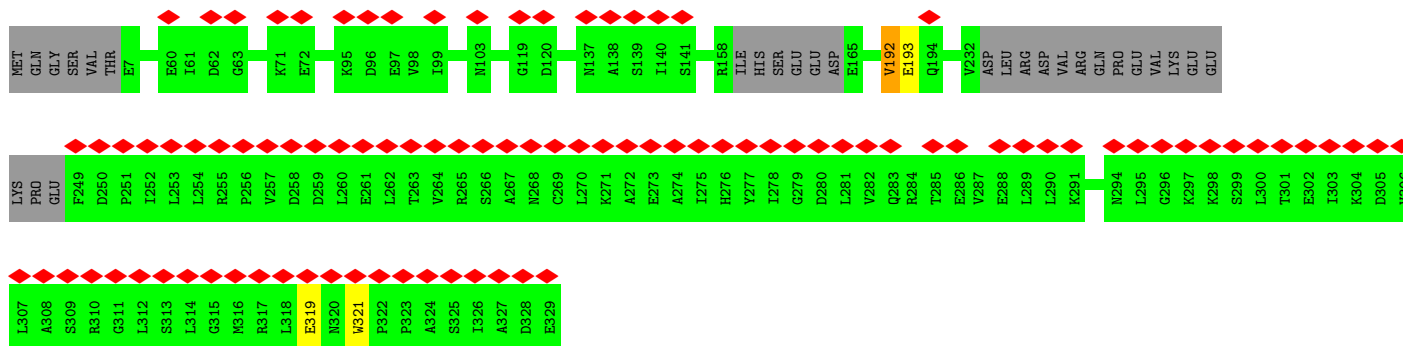 MET GLN GLY SER VAL THR E7 E60 I61 D62 G63 K71 E72 K95 D96 E97 V98 I99 N103 G119 D120 N137 A138 S139 I140 S141 R158 ILE HIS SER GLU GLU ASP E165 V192 E193 Q194 V232 ASP LEU ARG ASP VAL ARG GLN PRO GLU VAL LYS GLU GLU
LYS PRO GLU F249 D250 P251 I252 L253 L254 R255 P256 V257 D258 D259 L260 E261 L262 T263 V264 R265 S266 A267 N268 C269 L270 K271 A272 E273 A274 I275 H276 Y277 I278 G279 D280 L281 V282 Q283 R284 T285 E286 V287 E288 L289 L290 K291 N294 L295 G296 K297 K298 S299 L300 T301 E302 I303 K304 D305
L307 A308 S309 R310 G311 L312 S313 L314 G315 M316 R317 L318 E319 N320 W321 P322 P323 A324 S325 I326 A327 D328 E329